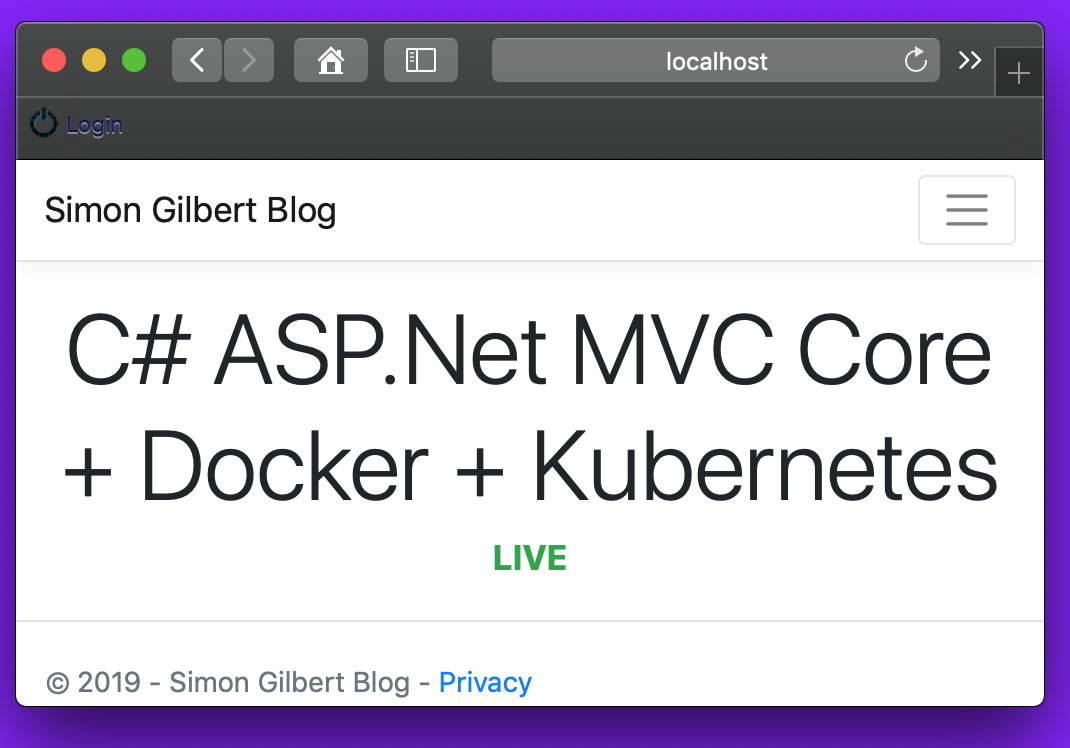 localhost
Login
Simon Gilbert Blog
C# ASP.Net MVC Core
+ Docker + Kubernetes
LIVE
© 2019 - Simon Gilbert Blog - Privacy